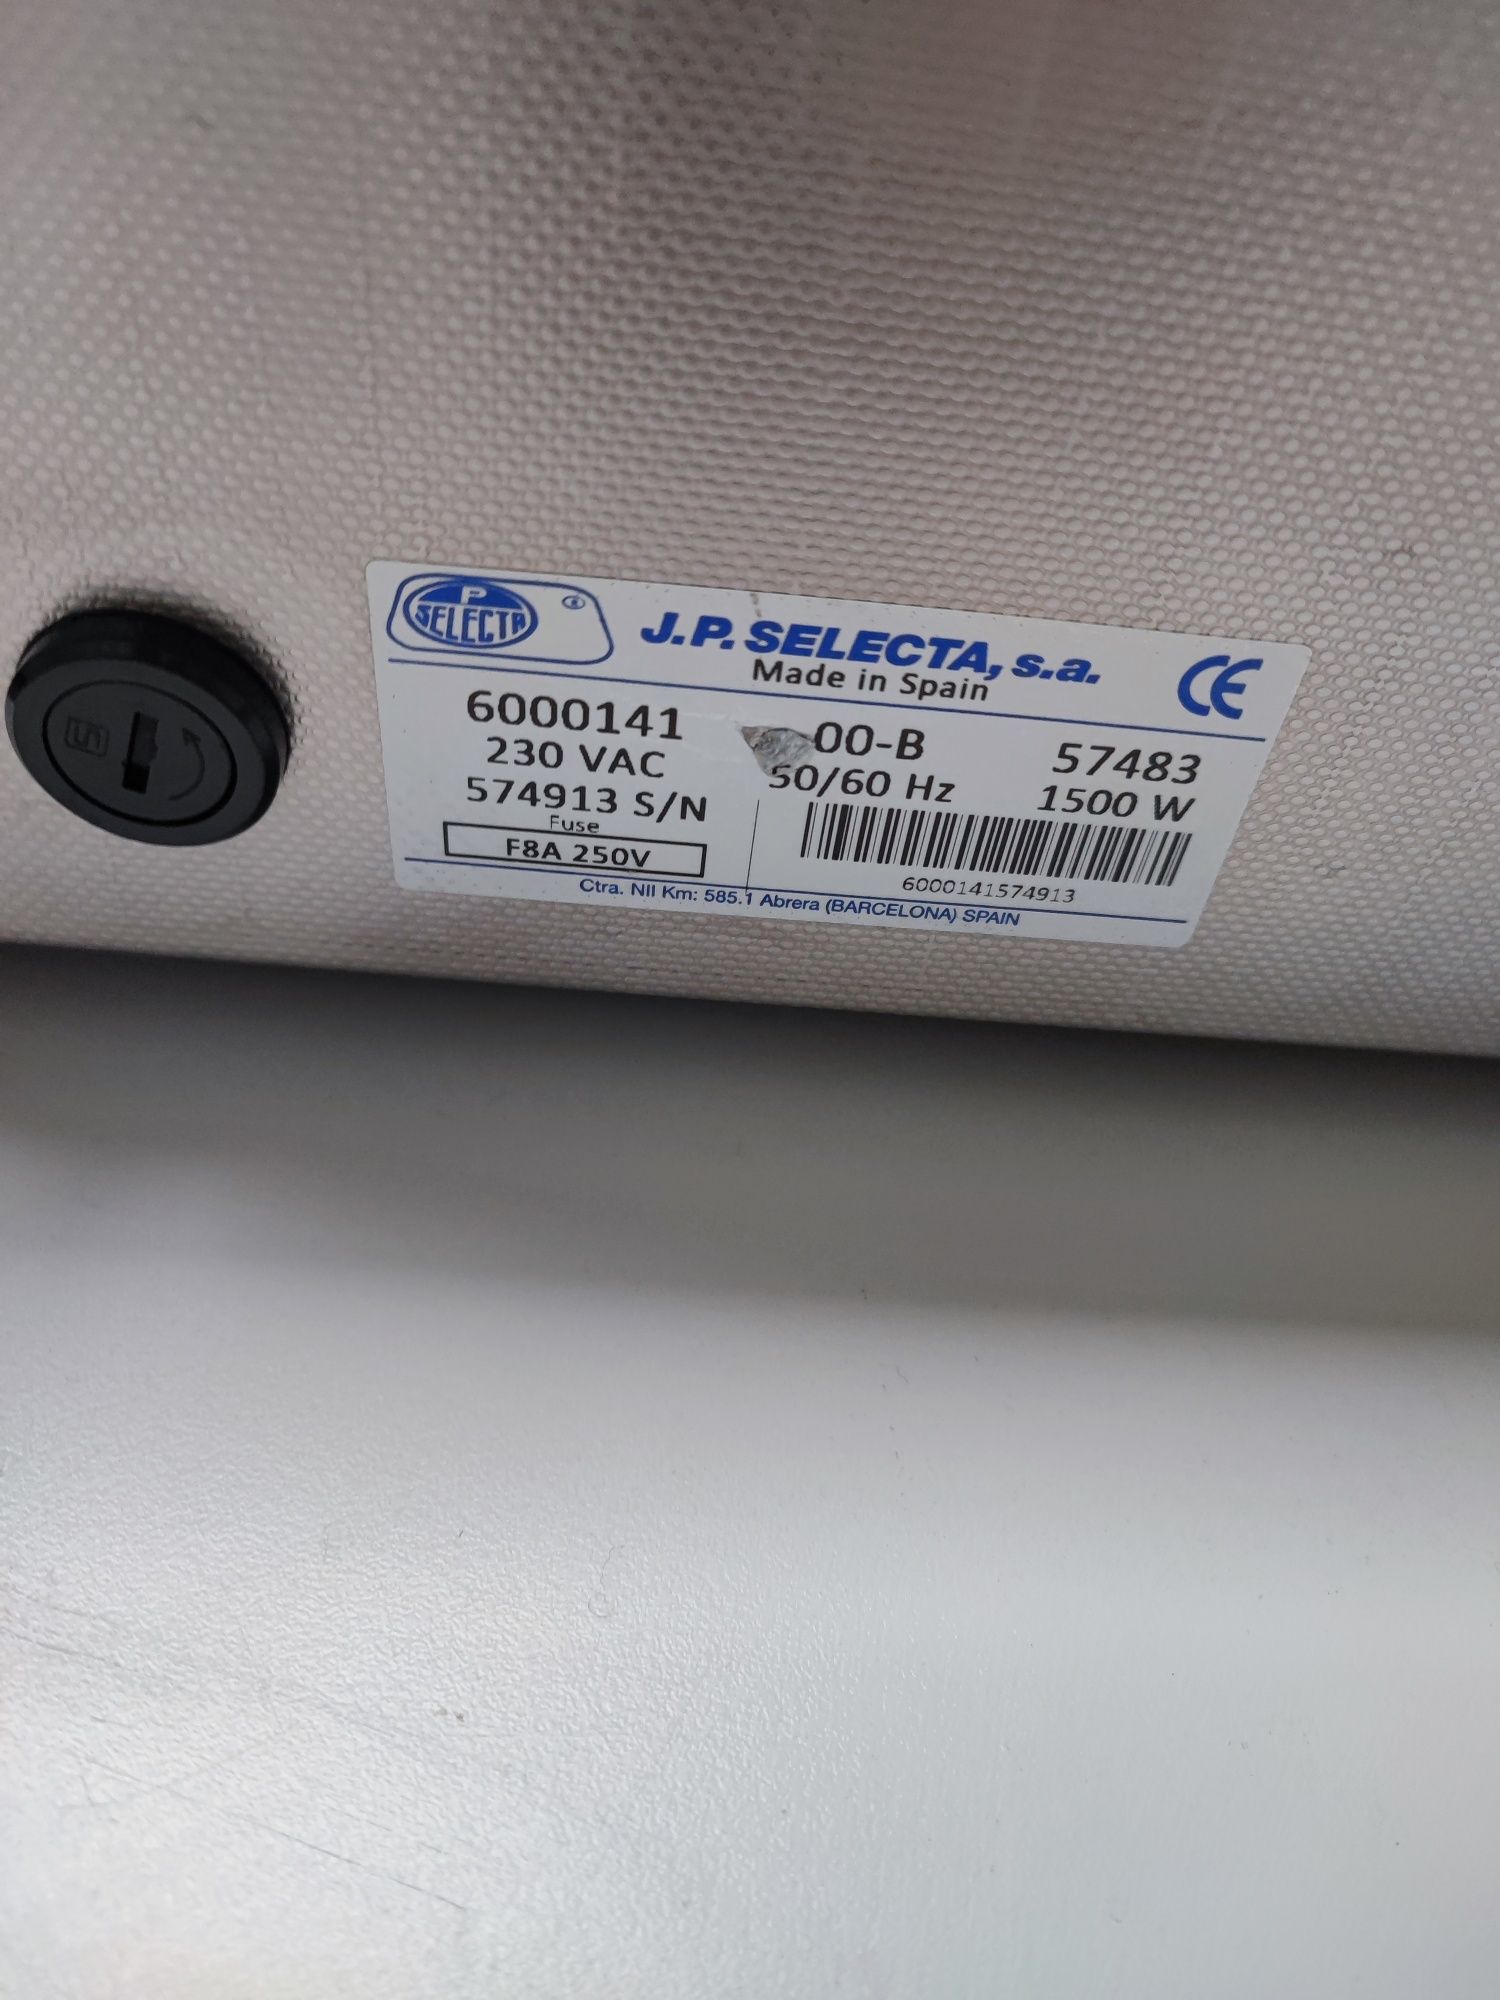 P
SELECTA
®
J.P. SELECTA, s.a.
Made in Spain
CE
6000141 00-B 57483
230 VAC 50/60 Hz 1500 W
574913 S/N
Fuse
F8A 250V
6000141574913
Ctra. NII Km: 585.1 Abrera (BARCELONA) SPAIN